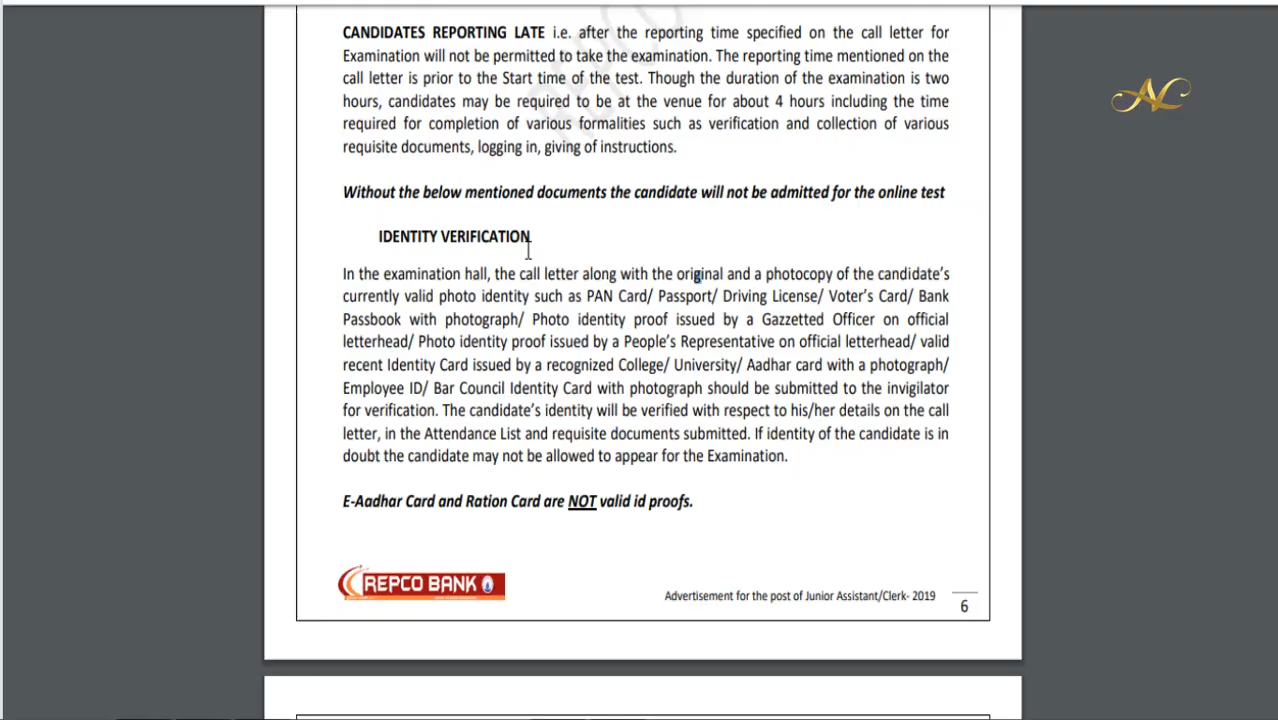 CANDIDATES REPORTING LATE i.e. after the reporting time specified on the call letter for
Examination will not be permitted to take the examination. The reporting time mentioned on the
call letter is prior to the Start time of the test. Though the duration of the examination is two
hours, candidates may be required to be at the venue for about 4 hours including the time
required for completion of various formalities such as verification and collection of various
requisite documents, logging in, giving of instructions.
Without the below mentioned documents the candidate will not be admitted for the online test
IDENTITY VERIFICATION
In the examination hall, the call letter along with the original and a photocopy of the candidate's
currently valid photo identity such as PAN Card/ Passport/ Driving License/ Voter's Card/ Bank
Passbook with photograph/ Photo identity proof issued by a Gazzetted Officer on official
letterhead/ Photo identity proof issued by a People's Representative on official letterhead/ valid
recent Identity Card issued by a recognized College/ University/ Aadhar card with a photograph/
Employee ID/ Bar Council Identity Card with photograph should be submitted to the invigilator
for verification. The candidate's identity will be verified with respect to his/her details on the call
letter, in the Attendance List and requisite documents submitted. If identity of the candidate is in
doubt the candidate may not be allowed to appear for the Examination.
E-Aadhar Card and Ration Card are NOT valid id proofs.
REPCO BANK
Advertisement for the post of Junior Assistant/Clerk- 2019
6
REPCO
AC